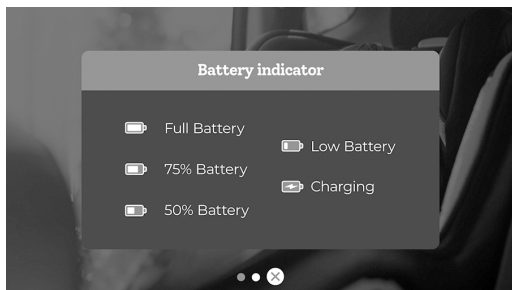 Battery indicator
Full Battery
75% Battery
50% Battery
Low Battery
Charging